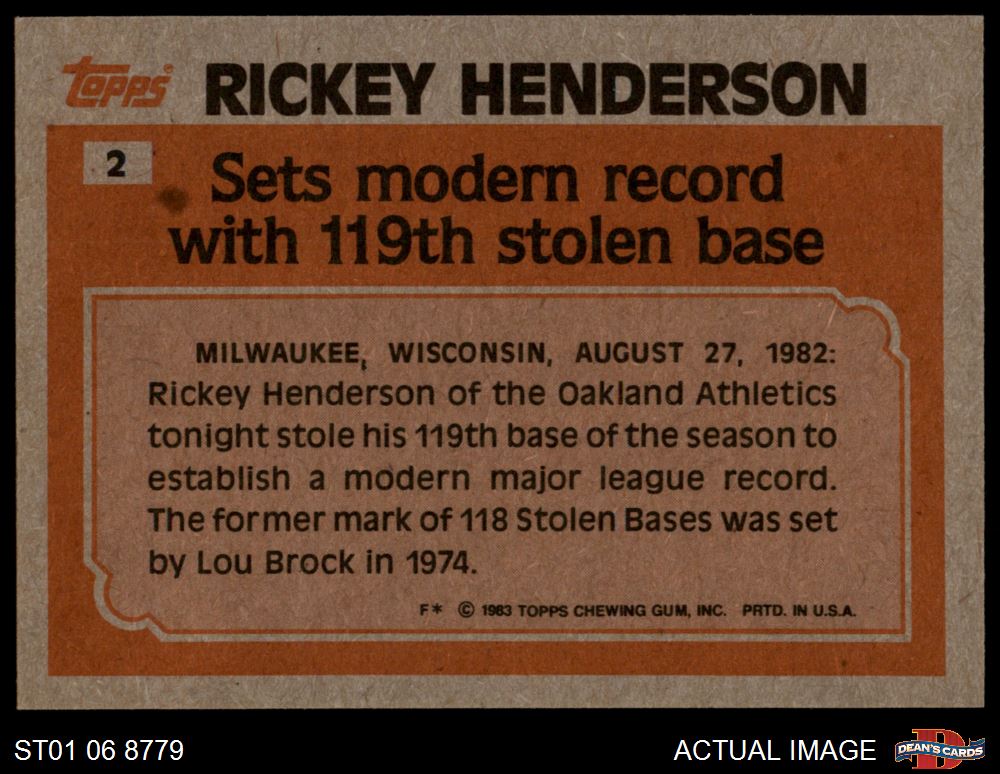 Topps RICKEY HENDERSON
2
Sets modern record
with 119th stolen base
MILWAUKEE, WISCONSIN, AUGUST 27, 1982:
Rickey Henderson of the Oakland Athletics
tonight stole his 119th base of the season to
establish a modern major league record.
The former mark of 118 Stolen Bases was set
by Lou Brock in 1974.
F* © 1983 TOPPS CHEWING GUM, INC. PRTD. IN U.S.A.
ST01 06 8779 ACTUAL IMAGE D DEAN'S CARDS